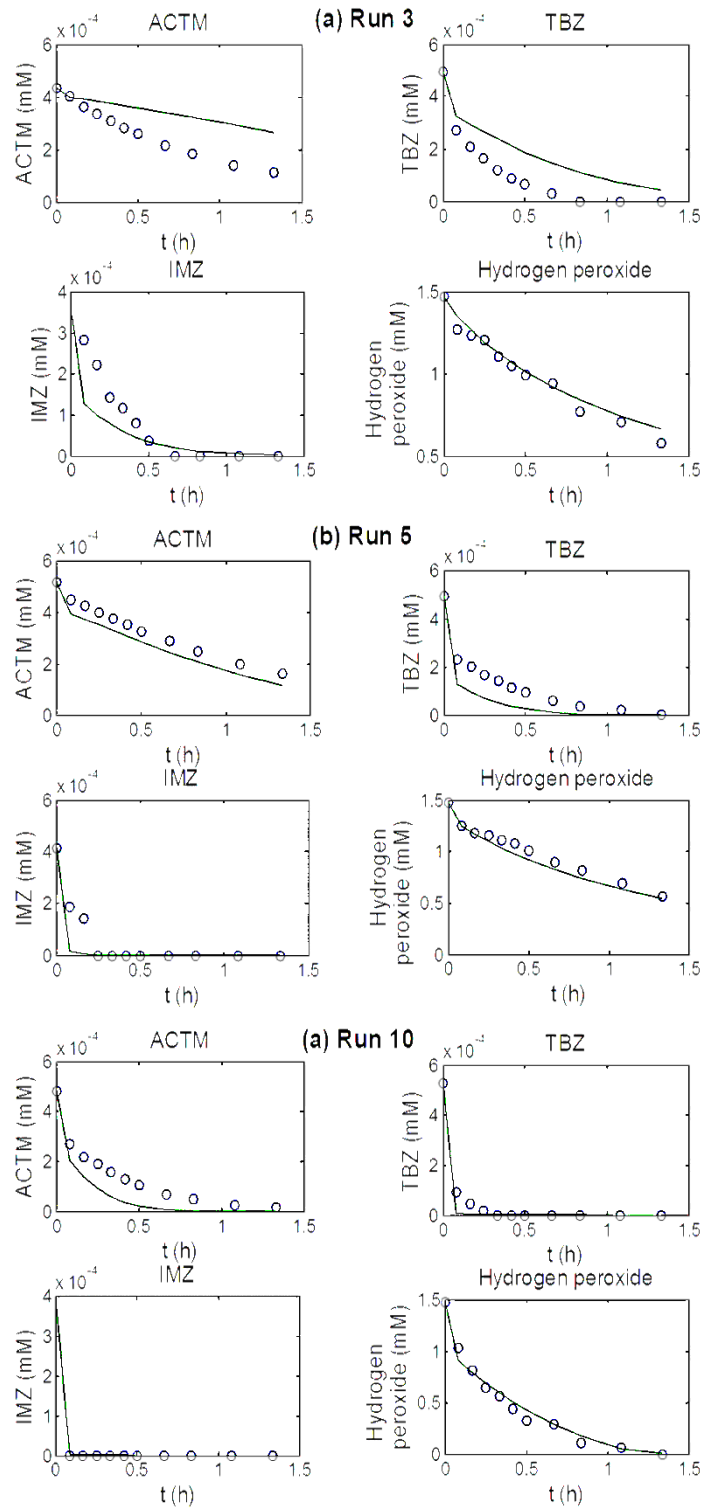 (a) Run 3
ACTM
TBZ
x 10⁻⁴
x 10⁻⁴
6
4
2
0
ACTM (mM)
0 0.5 1 1.5
t (h)
6
4
2
0
TBZ (mM)
0 0.5 1 1.5
t (h)
IMZ
Hydrogen peroxide
x 10⁻⁴
4
3
2
1
0
IMZ (mM)
0 0.5 1 1.5
t (h)
1.5
1
0.5
Hydrogen
peroxide (mM)
0 0.5 1 1.5
t (h)
(b) Run 5
ACTM
TBZ
x 10⁻⁴
x 10⁻⁴
6
4
2
0
ACTM (mM)
0 0.5 1 1.5
t (h)
6
4
2
0
TBZ (mM)
0 0.5 1 1.5
t (h)
IMZ
Hydrogen peroxide
x 10⁻⁴
6
4
2
0
IMZ (mM)
0 0.5 1 1.5
t (h)
1.5
1
0.5
0
Hydrogen
peroxide (mM)
0 0.5 1 1.5
t (h)
(a) Run 10
ACTM
TBZ
x 10⁻⁴
x 10⁻⁴
6
4
2
0
ACTM (mM)
0 0.5 1 1.5
t (h)
6
4
2
0
TBZ (mM)
0 0.5 1 1.5
t (h)
IMZ
Hydrogen peroxide
x 10⁻⁴
4
3
2
1
0
IMZ (mM)
0 0.5 1 1.5
t (h)
1.5
1
0.5
0
Hydrogen
peroxide (mM)
0 0.5 1 1.5
t (h)